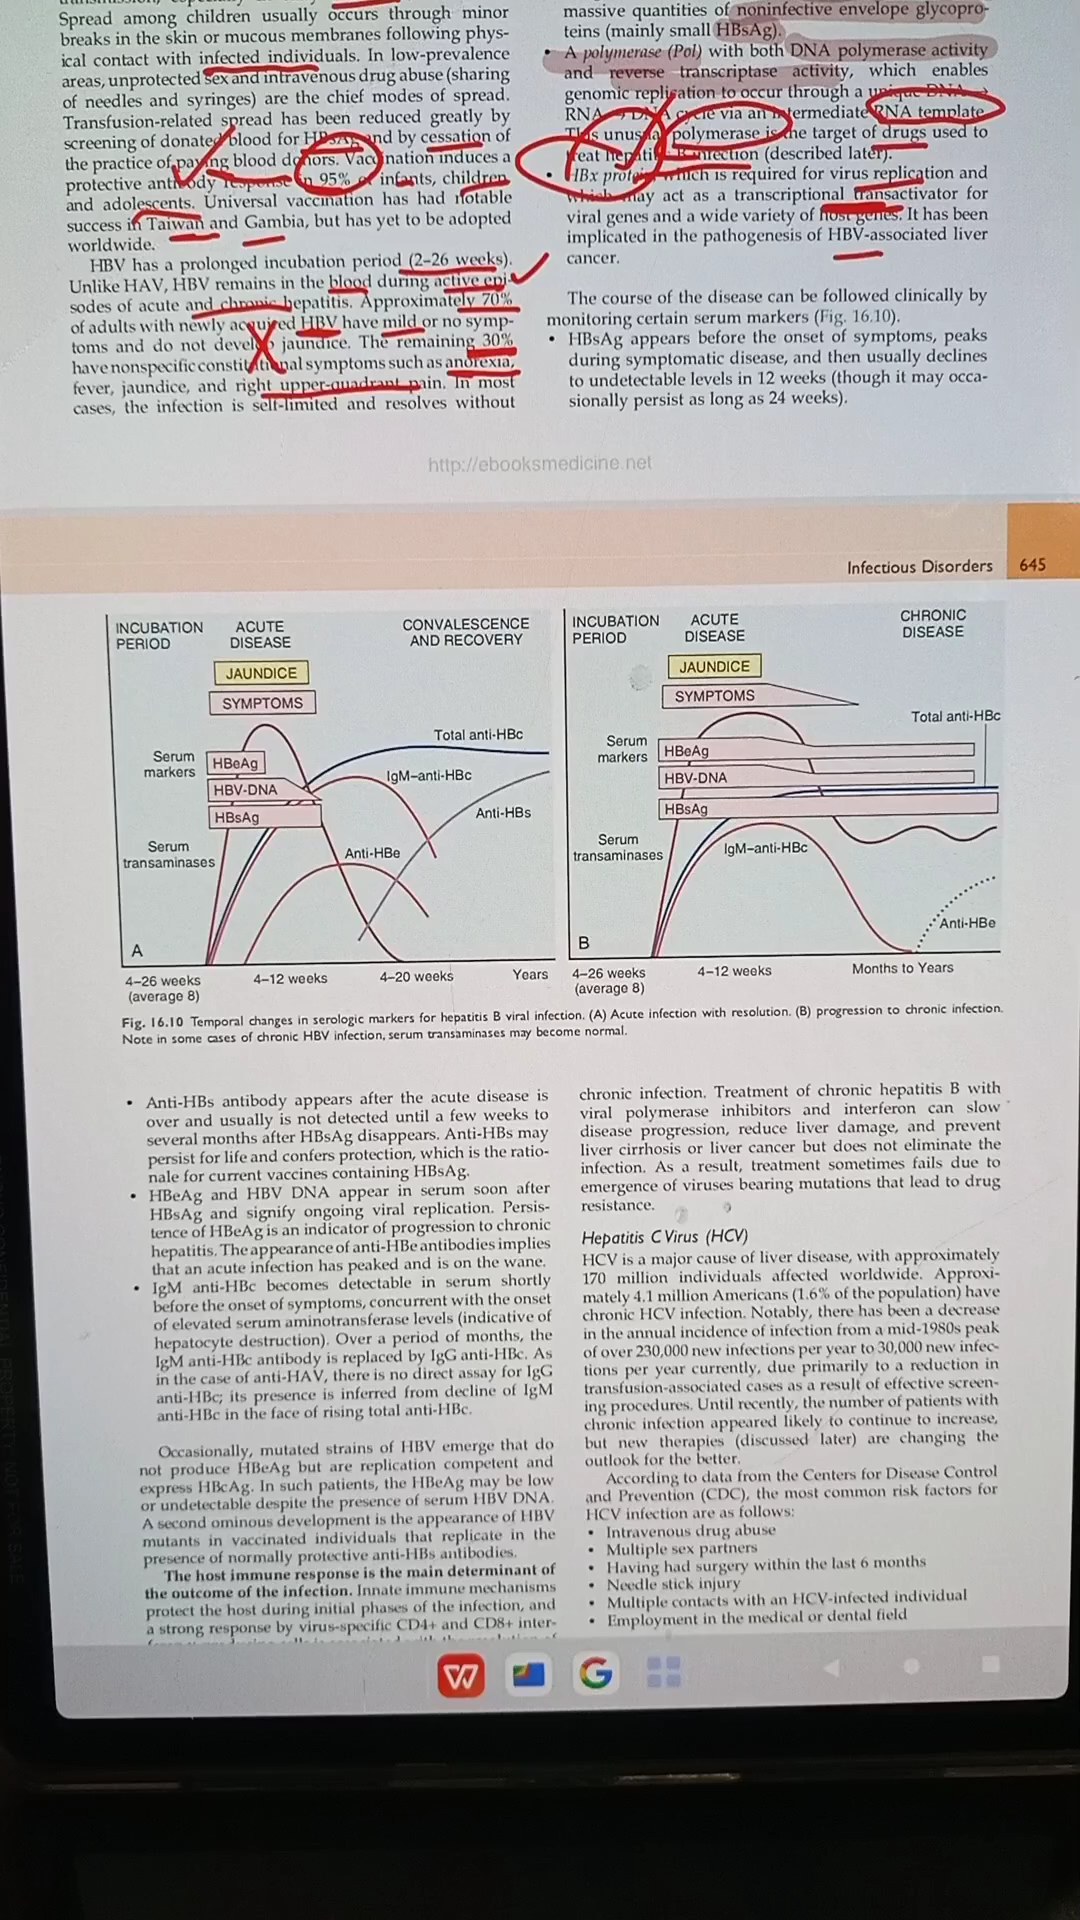 Spread among children usually occurs through minor
breaks in the skin or mucous membranes following phys-
ical contact with infected individuals. In low-prevalence
areas, unprotected sex and intravenous drug abuse (sharing
of needles and syringes) are the chief modes of spread.
Transfusion-related spread has been reduced greatly by
screening of donated blood for HBsAg and by cessation of
the practice of paying blood donors. Vaccination induces a
protective antibody response in 95% of infants, children,
and adolescents. Universal vaccination has had notable
success in Taiwan and Gambia, but has yet to be adopted
worldwide.
HBV has a prolonged incubation period (2–26 weeks).
Unlike HAV, HBV remains in the blood during active epi-
sodes of acute and chronic hepatitis. Approximately 70%
of adults with newly acquired HBV have mild or no symp-
toms and do not develop jaundice. The remaining 30%
have nonspecific constitutional symptoms such as anorexia,
fever, jaundice, and right upper-quadrant pain. In most
cases, the infection is self-limited and resolves without
massive quantities of noninfective envelope glycopro-
teins (mainly small HBsAg).
• A polymerase (Pol) with both DNA polymerase activity
and reverse transcriptase activity, which enables
genomic replication to occur through a unique DNA →
RNA → DNA cycle via an intermediate RNA template.
This unusual polymerase is the target of drugs used to
treat hepatitis B infection (described later).
• HBx protein, which is required for virus replication and
which may act as a transcriptional transactivator for
viral genes and a wide variety of host genes. It has been
implicated in the pathogenesis of HBV-associated liver
cancer.
The course of the disease can be followed clinically by
monitoring certain serum markers (Fig. 16.10).
• HBsAg appears before the onset of symptoms, peaks
during symptomatic disease, and then usually declines
to undetectable levels in 12 weeks (though it may occa-
sionally persist as long as 24 weeks).
http://ebooksmedicine.net
Infectious Disorders 645
INCUBATION PERIOD
ACUTE DISEASE
CONVALESCENCE AND RECOVERY
JAUNDICE
SYMPTOMS
Total anti-HBc
Serum markers
HBeAg
IgM–anti-HBc
HBV-DNA
Anti-HBs
HBsAg
Serum transaminases
Anti-HBe
A
4–26 weeks (average 8)
4–12 weeks
4–20 weeks
Years
INCUBATION PERIOD
ACUTE DISEASE
CHRONIC DISEASE
JAUNDICE
SYMPTOMS
Total anti-HBc
Serum markers
HBeAg
HBV-DNA
HBsAg
Serum transaminases
IgM–anti-HBc
Anti-HBe
B
4–26 weeks (average 8)
4–12 weeks
Months to Years
Fig. 16.10 Temporal changes in serologic markers for hepatitis B viral infection. (A) Acute infection with resolution. (B) progression to chronic infection.
Note in some cases of chronic HBV infection, serum transaminases may become normal.
• Anti-HBs antibody appears after the acute disease is
over and usually is not detected until a few weeks to
several months after HBsAg disappears. Anti-HBs may
persist for life and confers protection, which is the ratio-
nale for current vaccines containing HBsAg.
• HBeAg and HBV DNA appear in serum soon after
HBsAg and signify ongoing viral replication. Persis-
tence of HBeAg is an indicator of progression to chronic
hepatitis. The appearance of anti-HBe antibodies implies
that an acute infection has peaked and is on the wane.
• IgM anti-HBc becomes detectable in serum shortly
before the onset of symptoms, concurrent with the onset
of elevated serum aminotransferase levels (indicative of
hepatocyte destruction). Over a period of months, the
IgM anti-HBc antibody is replaced by IgG anti-HBc. As
in the case of anti-HAV, there is no direct assay for IgG
anti-HBc; its presence is inferred from decline of IgM
anti-HBc in the face of rising total anti-HBc.
Occasionally, mutated strains of HBV emerge that do
not produce HBeAg but are replication competent and
express HBcAg. In such patients, the HBeAg may be low
or undetectable despite the presence of serum HBV DNA.
A second ominous development is the appearance of HBV
mutants in vaccinated individuals that replicate in the
presence of normally protective anti-HBs antibodies.
The host immune response is the main determinant of
the outcome of the infection. Innate immune mechanisms
protect the host during initial phases of the infection, and
a strong response by virus-specific CD4+ and CD8+ inter-
chronic infection. Treatment of chronic hepatitis B with
viral polymerase inhibitors and interferon can slow
disease progression, reduce liver damage, and prevent
liver cirrhosis or liver cancer but does not eliminate the
infection. As a result, treatment sometimes fails due to
emergence of viruses bearing mutations that lead to drug
resistance.
Hepatitis C Virus (HCV)
HCV is a major cause of liver disease, with approximately
170 million individuals affected worldwide. Approxi-
mately 4.1 million Americans (1.6% of the population) have
chronic HCV infection. Notably, there has been a decrease
in the annual incidence of infection from a mid-1980s peak
of over 230,000 new infections per year to 30,000 new infec-
tions per year currently, due primarily to a reduction in
transfusion-associated cases as a result of effective screen-
ing procedures. Until recently, the number of patients with
chronic infection appeared likely to continue to increase,
but new therapies (discussed later) are changing the
outlook for the better.
According to data from the Centers for Disease Control
and Prevention (CDC), the most common risk factors for
HCV infection are as follows:
• Intravenous drug abuse
• Multiple sex partners
• Having had surgery within the last 6 months
• Needle stick injury
• Multiple contacts with an HCV-infected individual
• Employment in the medical or dental field